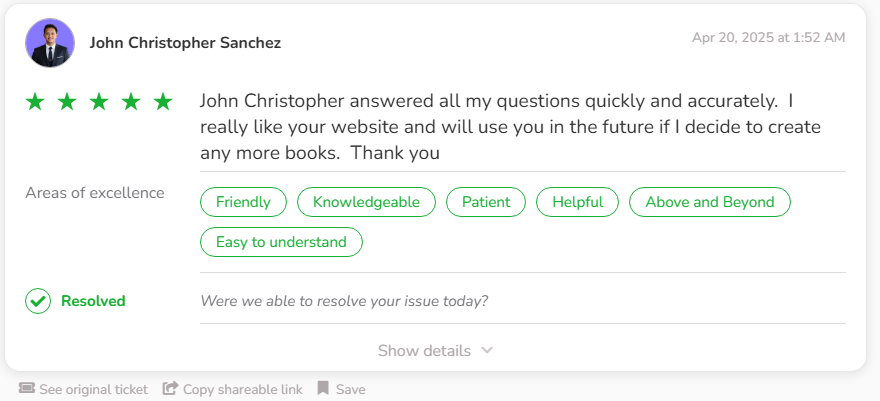 John Christopher Sanchez
Apr 20, 2025 at 1:52 AM
John Christopher answered all my questions quickly and accurately.  I
really like your website and will use you in the future if I decide to create
any more books.  Thank you
Areas of excellence
Friendly Knowledgeable Patient Helpful Above and Beyond
Easy to understand
Resolved
Were we able to resolve your issue today?
Show details
See original ticket Copy shareable link Save